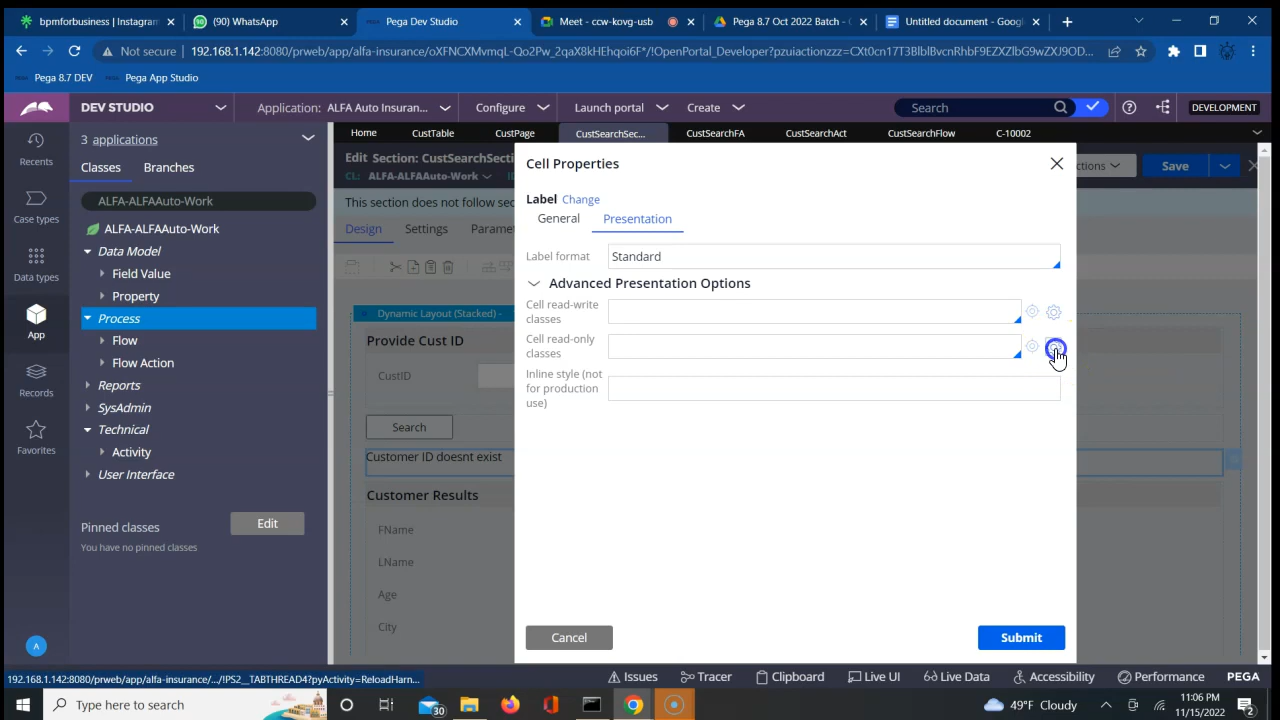 bpmforbusiness | Instagram
(90) WhatsApp
Pega Dev Studio
Meet - ccw-kovg-usb
Pega 8.7 Oct 2022 Batch -
Untitled document - Google
Not secure | 192.168.1.142:8080/prweb/app/alfa-insurance/oXFNCXMvmqL-Qo2Pw_2qaX8kHEhqoi6F*/!OpenPortal_Developer?pzuiactionzzz=CXt0cn17T3BlblBvcnRhbF9EZXZlbG9wZXJ9OD...
Pega 8.7 DEV
Pega App Studio
DEV STUDIO
Application: ALFA Auto Insuran...
Configure
Launch portal
Create
Search
DEVELOPMENT
Recents
Case types
Data types
App
Records
Favorites
A
3 applications
Classes
Branches
ALFA-ALFAAuto-Work
ALFA-ALFAAuto-Work
Data Model
Field Value
Property
Process
Flow
Flow Action
Reports
SysAdmin
Technical
Activity
User Interface
Pinned classes
Edit
You have no pinned classes
Home
CustTable
CustPage
CustSearchSec...
CustSearchFA
CustSearchAct
CustSearchFlow
C-10002
Edit Section: CustSearchSecti
CL: ALFA-ALFAAuto-Work
Save
This section does not follow sec
Design
Settings
Paramet
Dynamic Layout (Stacked) -
Provide Cust ID
CustID
Search
Customer ID doesnt exist
Customer Results
FName
LName
Age
City
Cell Properties
Label Change
General
Presentation
Label format
Standard
Advanced Presentation Options
Cell read-write
classes
Cell read-only
classes
Inline style (not
for production
use)
Cancel
Submit
192.168.1.142:8080/prweb/app/alfa-insurance/.../!PS2__TABTHREAD4?pyActivity=ReloadHarn...
Issues
Tracer
Clipboard
Live UI
Live Data
Accessibility
Performance
PEGA
Type here to search
30
49°F Cloudy
11:06 PM
11/15/2022
2